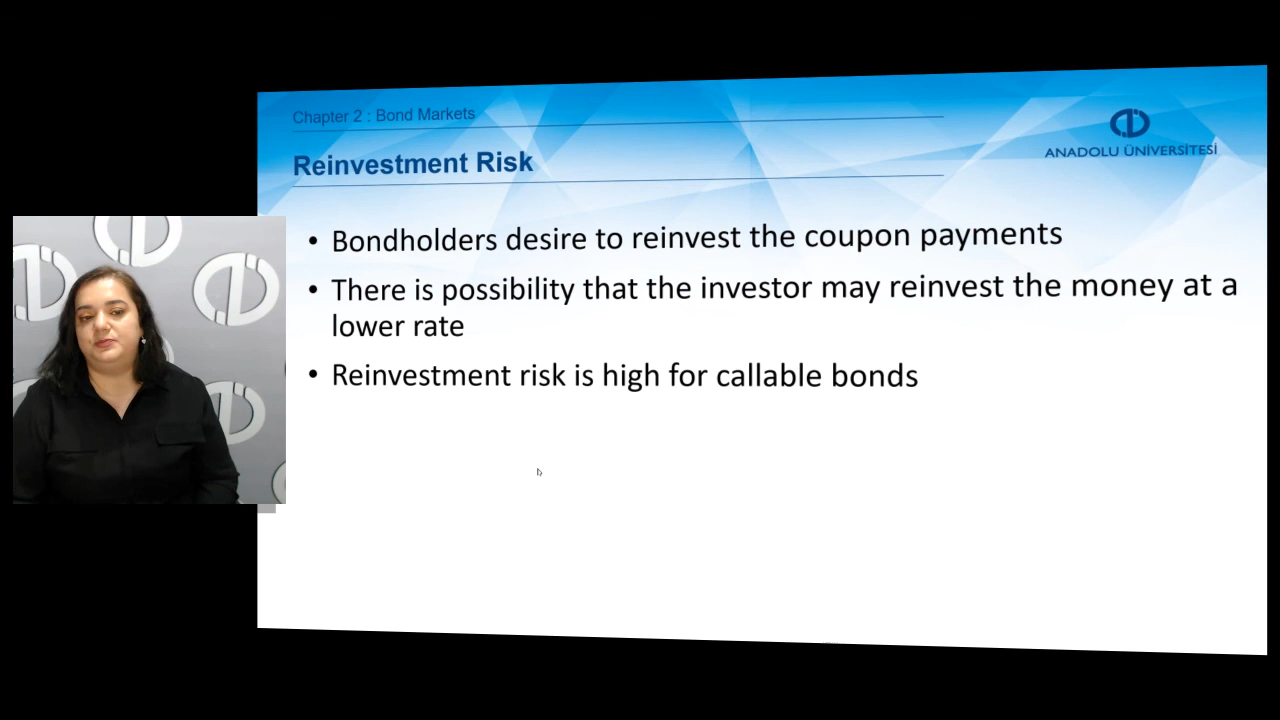 Chapter 2 : Bond Markets
Reinvestment Risk
ANADOLU ÜNİVERSİTESİ
• Bondholders desire to reinvest the coupon payments
• There is possibility that the investor may reinvest the money at a
lower rate
• Reinvestment risk is high for callable bonds